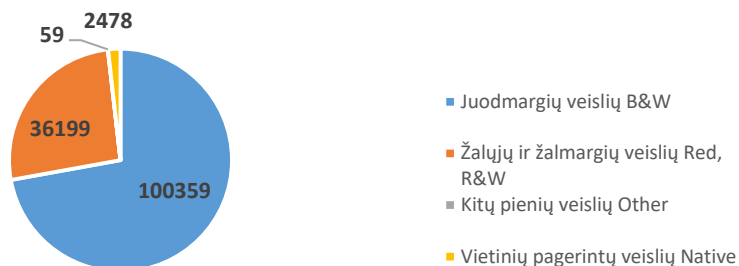 2478
59
36199
100359
Juodmargių veislių B&W
Žalųjų ir žalmargių veislių Red,
R&W
Kitų pienių veislių Other
Vietinių pagerintų veislių Native